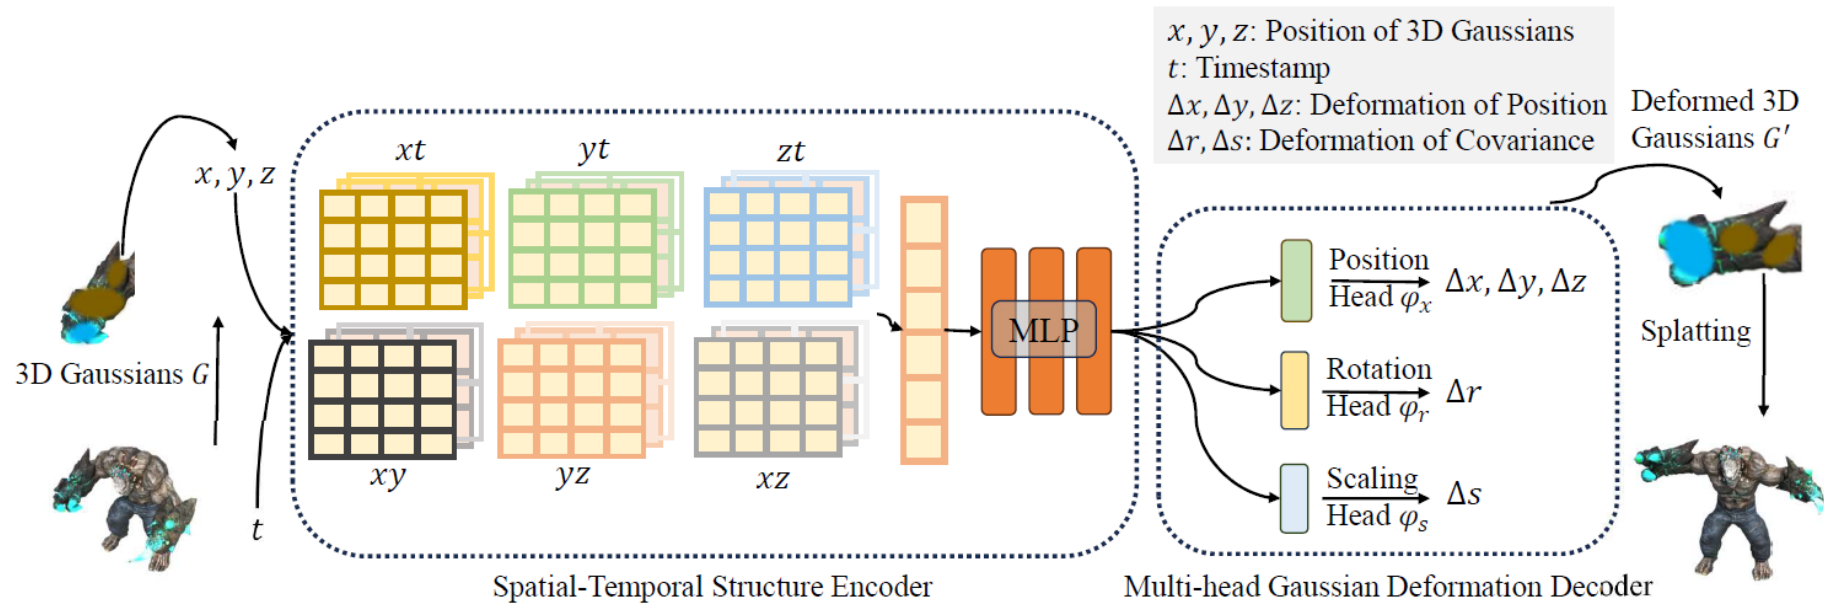 x, y, z: Position of 3D Gaussians
t: Timestamp
Δx, Δy, Δz: Deformation of Position
Δr, Δs: Deformation of Covariance
Deformed 3D
Gaussians G′
x, y, z
xt
yt
zt
3D Gaussians G
t
xy
yz
xz
MLP
Position
Head φx
Δx, Δy, Δz
Rotation
Head φr
Δr
Scaling
Head φs
Δs
Splatting
Spatial-Temporal Structure Encoder
Multi-head Gaussian Deformation Decoder